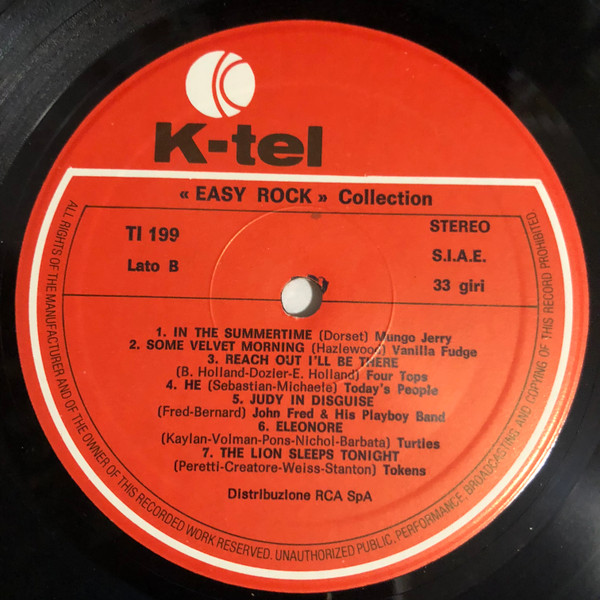 K-tel
« EASY ROCK » Collection
TI 199
STEREO
Lato B
S.I.A.E.
33 giri
1. IN THE SUMMERTIME (Dorset) Mungo Jerry
2. SOME VELVET MORNING (Hazlewood) Vanilla Fudge
3. REACH OUT I'LL BE THERE
(B. Holland-Dozier-E. Holland) Four Tops
4. HE (Sebastian-Michaele) Today's People
5. JUDY IN DISGUISE
(Fred-Bernard) John Fred & His Playboy Band
6. ELEONORE
(Kaylan-Volman-Pons-Nichol-Barbata) Turtles
7. THE LION SLEEPS TONIGHT
(Peretti-Creatore-Weiss-Stanton) Tokens
Distribuzione RCA SpA
ALL RIGHTS OF THE MANUFACTURER AND OF THE OWNER OF THIS RECORDED WORK RESERVED. UNAUTHORIZED PUBLIC, PERFORMANCE, BROADCASTING AND COPYING OF THIS RECORD PROHIBITED.